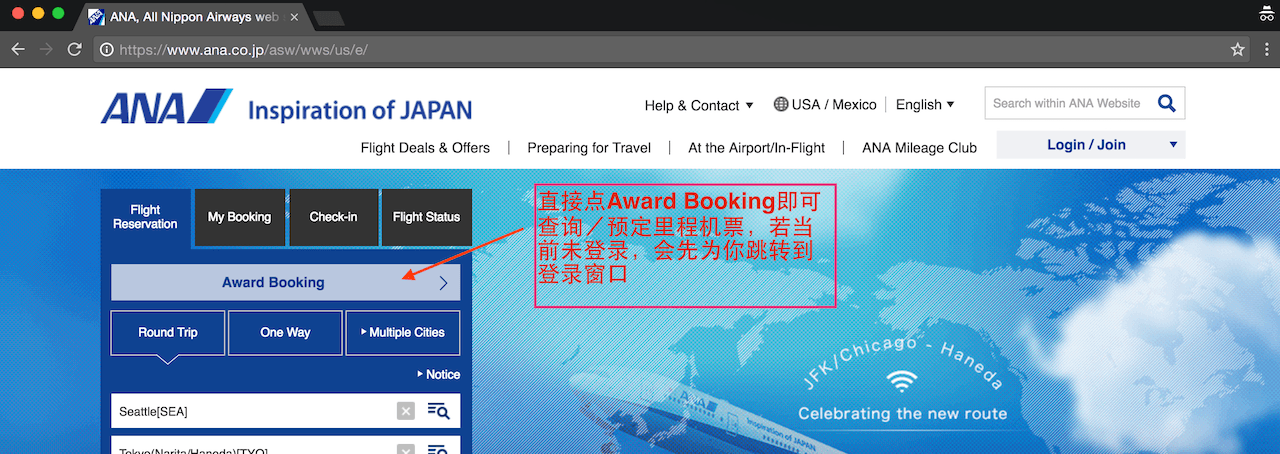 ANA, All Nippon Airways web
https://www.ana.co.jp/asw/wws/us/e/
ANA Inspiration of JAPAN
Help & Contact
USA / Mexico
English
Search within ANA Website
Flight Deals & Offers
Preparing for Travel
At the Airport/In-Flight
ANA Mileage Club
Login / Join
Flight
Reservation
My Booking
Check-in
Flight Status
直接点Award Booking即可
查询／预定里程机票，若当
前未登录，会先为你跳转到
登录窗口
Award Booking
Round Trip
One Way
Multiple Cities
Notice
Seattle[SEA]
Tokyo(Narita/Haneda)[TYO]
JFK/Chicago - Haneda
Celebrating the new route
ANA
Inspiration of JAPAN